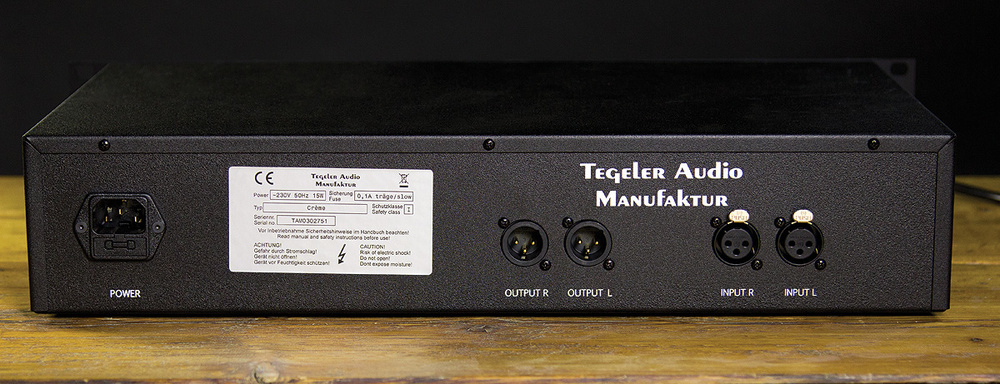 Tegeler Audio
Manufaktur
CE
Tegeler Audio
Manufaktur
Power ~230V 50Hz 15W Sicherung Fuse 0,1A träge/slow
Typ Crème Schutzklasse Safety class I
Seriennr. Serial no. TAM0302751
Vor Inbetriebnahme Sicherheitshinweise im Handbuch beachten!
Read manual and safety instructions before use!
ACHTUNG!
Gefahr durch Stromschlag!
Gerät nicht öffnen!
Gerät vor Feuchtigkeit schützen!
CAUTION!
Risk of electric shock!
Do not open!
Dont expose moisture!
POWER
OUTPUT R
OUTPUT L
PUSH
INPUT R
PUSH
INPUT L